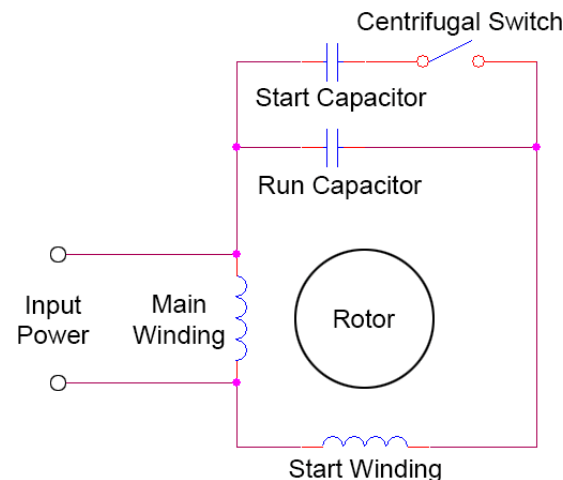 Centrifugal Switch
Start Capacitor
Run Capacitor
Input
Power
Main
Winding
Rotor
Start Winding